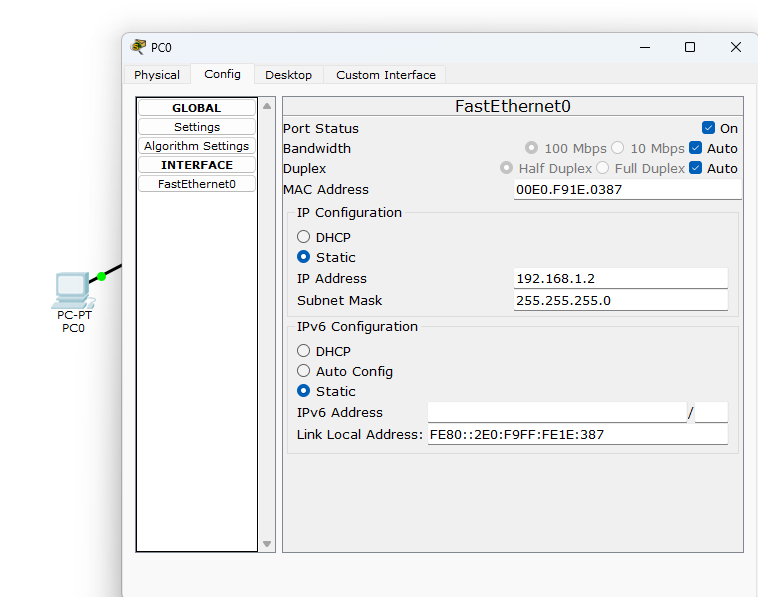 PC0
Physical Config Desktop Custom Interface
GLOBAL
Settings
Algorithm Settings
INTERFACE
FastEthernet0
FastEthernet0
Port Status On
Bandwidth 100 Mbps 10 Mbps Auto
Duplex Half Duplex Full Duplex Auto
MAC Address 00E0.F91E.0387
IP Configuration
DHCP
Static
IP Address 192.168.1.2
Subnet Mask 255.255.255.0
IPv6 Configuration
DHCP
Auto Config
Static
IPv6 Address /
Link Local Address: FE80::2E0:F9FF:FE1E:387
PC-PT
PC0